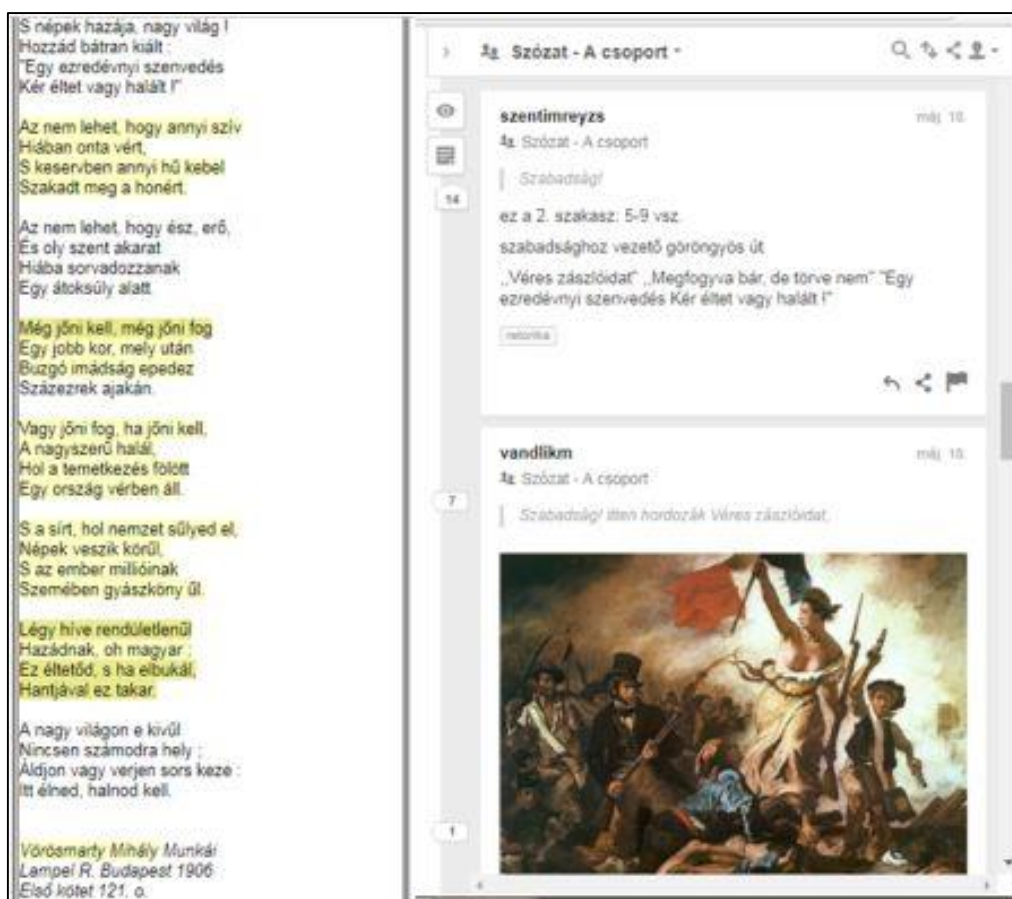 S népek hazája, nagy világ !
Hozzád bátran kiált :
"Egy ezredévnyi szenvedés
Kér éltet vagy halált !"
Az nem lehet, hogy annyi szív
Hiában onta vért,
S keservben annyi hű kebel
Szakadt meg a honért.
Az nem lehet, hogy ész, erő,
És oly szent akarat
Hiába sorvadozzanak
Egy átoksúly alatt
Még jőni kell, még jőni fog
Egy jobb kor, mely után
Buzgó imádság epedez
Százezrek ajakán.
Vagy jőni fog, ha jőni kell,
A nagyszerű halál,
Hol a temetkezés fölött
Egy ország vérben áll.
S a sírt, hol nemzet sűlyed el,
Népek veszik körűl,
S az ember millióinak
Szemében gyászköny űl.
Légy híve rendületlenűl
Hazádnak, oh magyar :
Ez éltetőd, s ha elbukál,
Hantjával ez takar.
A nagy világon e kivűl
Nincsen számodra hely ;
Áldjon vagy verjen sors keze :
Itt élned, halnod kell.
Vörösmarty Mihály Munkái
Lampel R. Budapest 1906
Első kötet 121. o.
Szózat - A csoport
14
7
1
szentimreyzs
máj. 10.
Szózat - A csoport
Szabadság!
ez a 2. szakasz: 5-9 vsz.
szabadsághoz vezető göröngyös út
,,Véres zászlóidat" ,,Megfogyva bár, de törve nem" "Egy
ezredévnyi szenvedés Kér éltet vagy halált !"
retorika
vandlikm
máj. 10.
Szózat - A csoport
Szabadság! itten hordozák Véres zászlóidat,